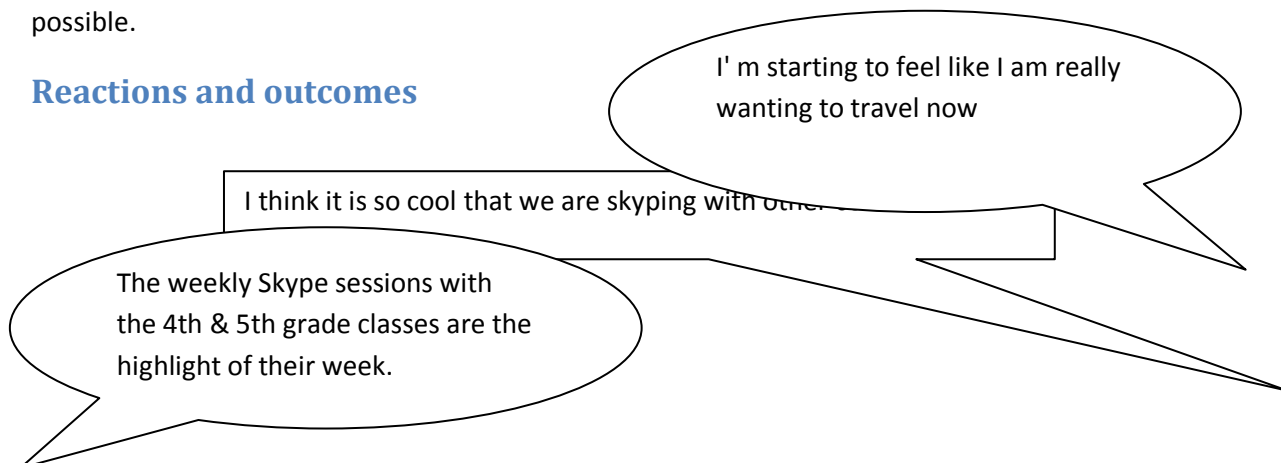 possible.
Reactions and outcomes
I' m starting to feel like I am really
wanting to travel now
I think it is so cool that we are skyping with other
The weekly Skype sessions with
the 4th & 5th grade classes are the
highlight of their week.